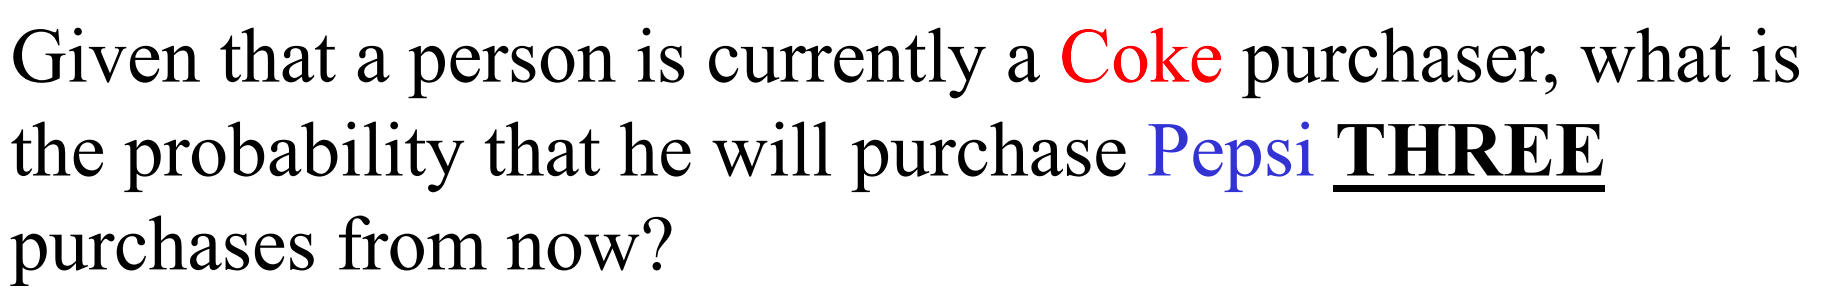 Given that a person is currently a Coke purchaser, what is
the probability that he will purchase Pepsi THREE
purchases from now?